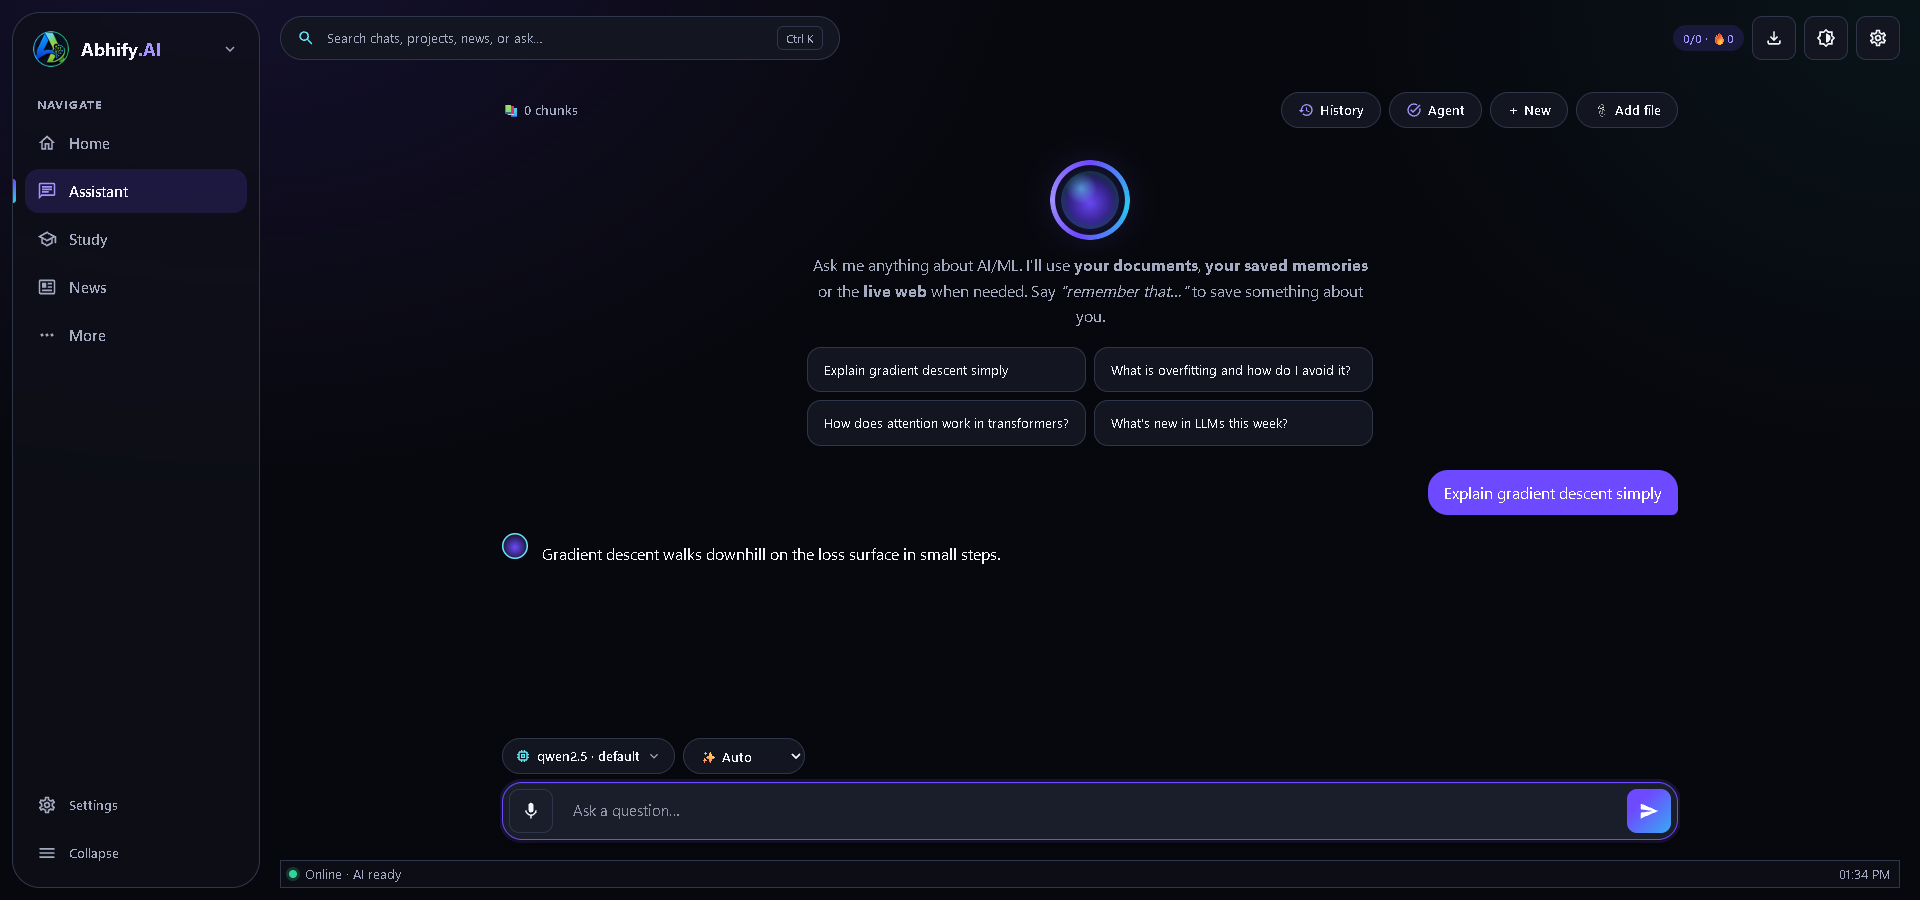 Abhify.AI
Search chats, projects, news, or ask...
Ctrl K
0/0 · 🔥 0
NAVIGATE
Home
Assistant
Study
News
More
Settings
Collapse
0 chunks
History
Agent
+ New
Add file
Ask me anything about AI/ML. I'll use your documents, your saved memories
or the live web when needed. Say "remember that..." to save something about
you.
Explain gradient descent simply
What is overfitting and how do I avoid it?
How does attention work in transformers?
What's new in LLMs this week?
Explain gradient descent simply
Gradient descent walks downhill on the loss surface in small steps.
qwen2.5 · default
✨ Auto
Ask a question...
Online · AI ready
01:34 PM